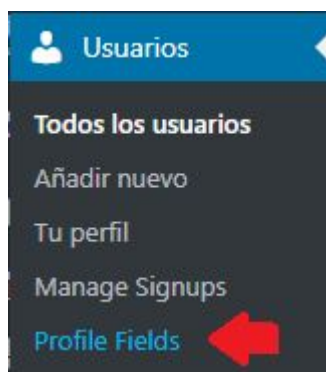 Usuarios
Todos los usuarios
Añadir nuevo
Tu perfil
Manage Signups
Profile Fields